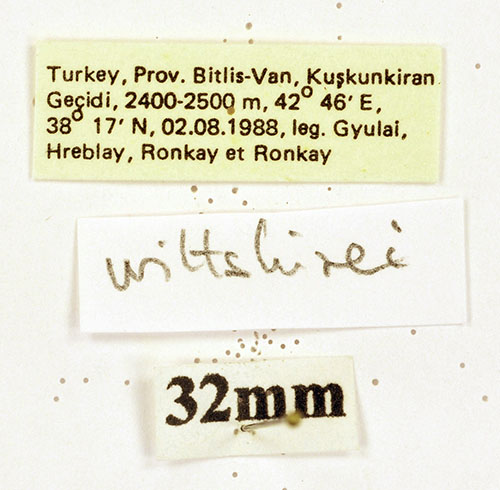 Turkey, Prov. Bitlis-Van, Kuşkunkiran
Geçidi, 2400-2500 m, 42° 46' E,
38° 17' N, 02.08.1988, leg. Gyulai,
Hreblay, Ronkay et Ronkay
wiltshirei
32mm